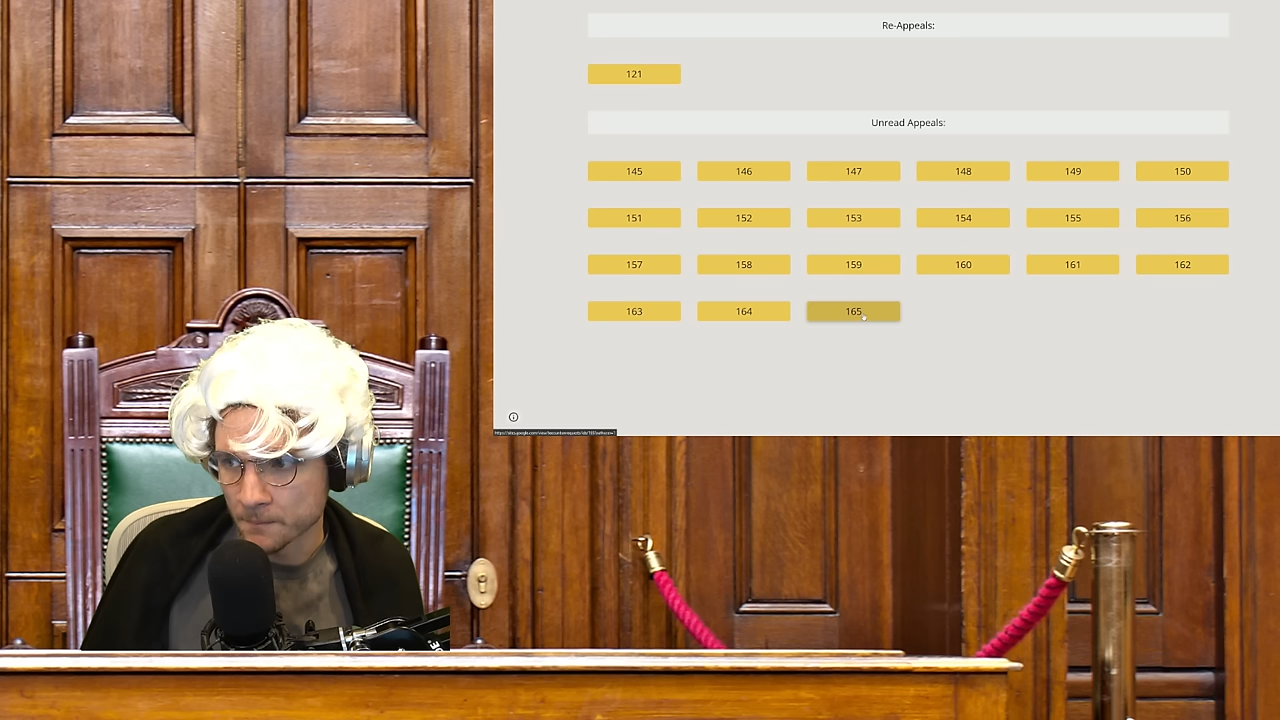 Re-Appeals:
121
Unread Appeals:
145 146 147 148 149 150
151 152 153 154 155 156
157 158 159 160 161 162
163 164 165